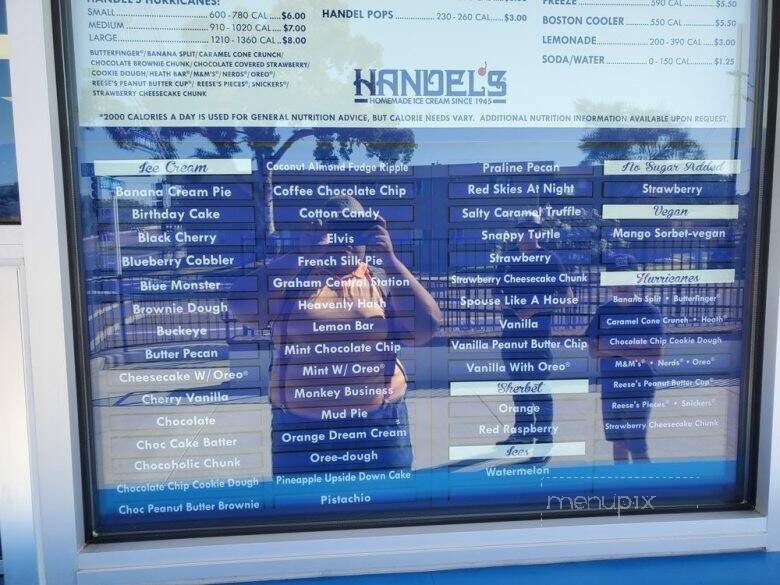 HANDEL'S HURRICANES:
SMALL 600-780 CAL $6.00
MEDIUM 910-1020 CAL $7.00
LARGE 1210-1360 CAL $8.00
BUTTERFINGER®/BANANA SPLIT/CARAMEL CONE CRUNCH/
CHOCOLATE BROWNIE CHUNK/CHOCOLATE COVERED STRAWBERRY/
COOKIE DOUGH/HEATH BAR®/M&M'S®/NERDS®/OREO®/
REESE'S PEANUT BUTTER CUP®/REESE'S PIECES®/SNICKERS®/
STRAWBERRY CHEESECAKE CHUNK
HANDEL POPS 230-260 CAL $3.00
FREEZE 590 CAL $5.50
BOSTON COOLER 550 CAL $5.50
LEMONADE 200-390 CAL $3.00
SODA/WATER 0-150 CAL $1.25
HANDEL'S
HOMEMADE ICE CREAM SINCE 1945
*2000 CALORIES A DAY IS USED FOR GENERAL NUTRITION ADVICE, BUT CALORIE NEEDS VARY. ADDITIONAL NUTRITION INFORMATION AVAILABLE UPON REQUEST.
Ice Cream
Banana Cream Pie
Birthday Cake
Black Cherry
Blueberry Cobbler
Blue Monster
Brownie Dough
Buckeye
Butter Pecan
Cheesecake W/ Oreo®
Cherry Vanilla
Chocolate
Choc Cake Batter
Chocaholic Chunk
Chocolate Chip Cookie Dough
Choc Peanut Butter Brownie
Coconut Almond Fudge Ripple
Coffee Chocolate Chip
Cotton Candy
Elvis
French Silk Pie
Graham Central Station
Heavenly Hash
Lemon Bar
Mint Chocolate Chip
Mint W/ Oreo®
Monkey Business
Mud Pie
Orange Dream Cream
Oree-dough
Pineapple Upside Down Cake
Pistachio
Praline Pecan
Red Skies At Night
Salty Caramel Truffle
Snappy Turtle
Strawberry
Strawberry Cheesecake Chunk
Spouse Like A House
Vanilla
Vanilla Peanut Butter Chip
Vanilla With Oreo®
Sherbet
Orange
Red Raspberry
Ices
Watermelon
No Sugar Added
Strawberry
Vegan
Mango Sorbet-vegan
Hurricanes
Banana Split • Butterfinger®
Caramel Cone Crunch • Heath®
Chocolate Chip Cookie Dough
M&M's® • Nerds® • Oreo®
Reese's Peanut Butter Cup®
Reese's Pieces® • Snickers®
Strawberry Cheesecake Chunk
menupix